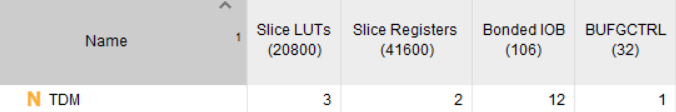 Name 1 Slice LUTs (20800) Slice Registers (41600) Bonded IOB (106) BUFGCTRL (32)
N TDM 3 2 12 1